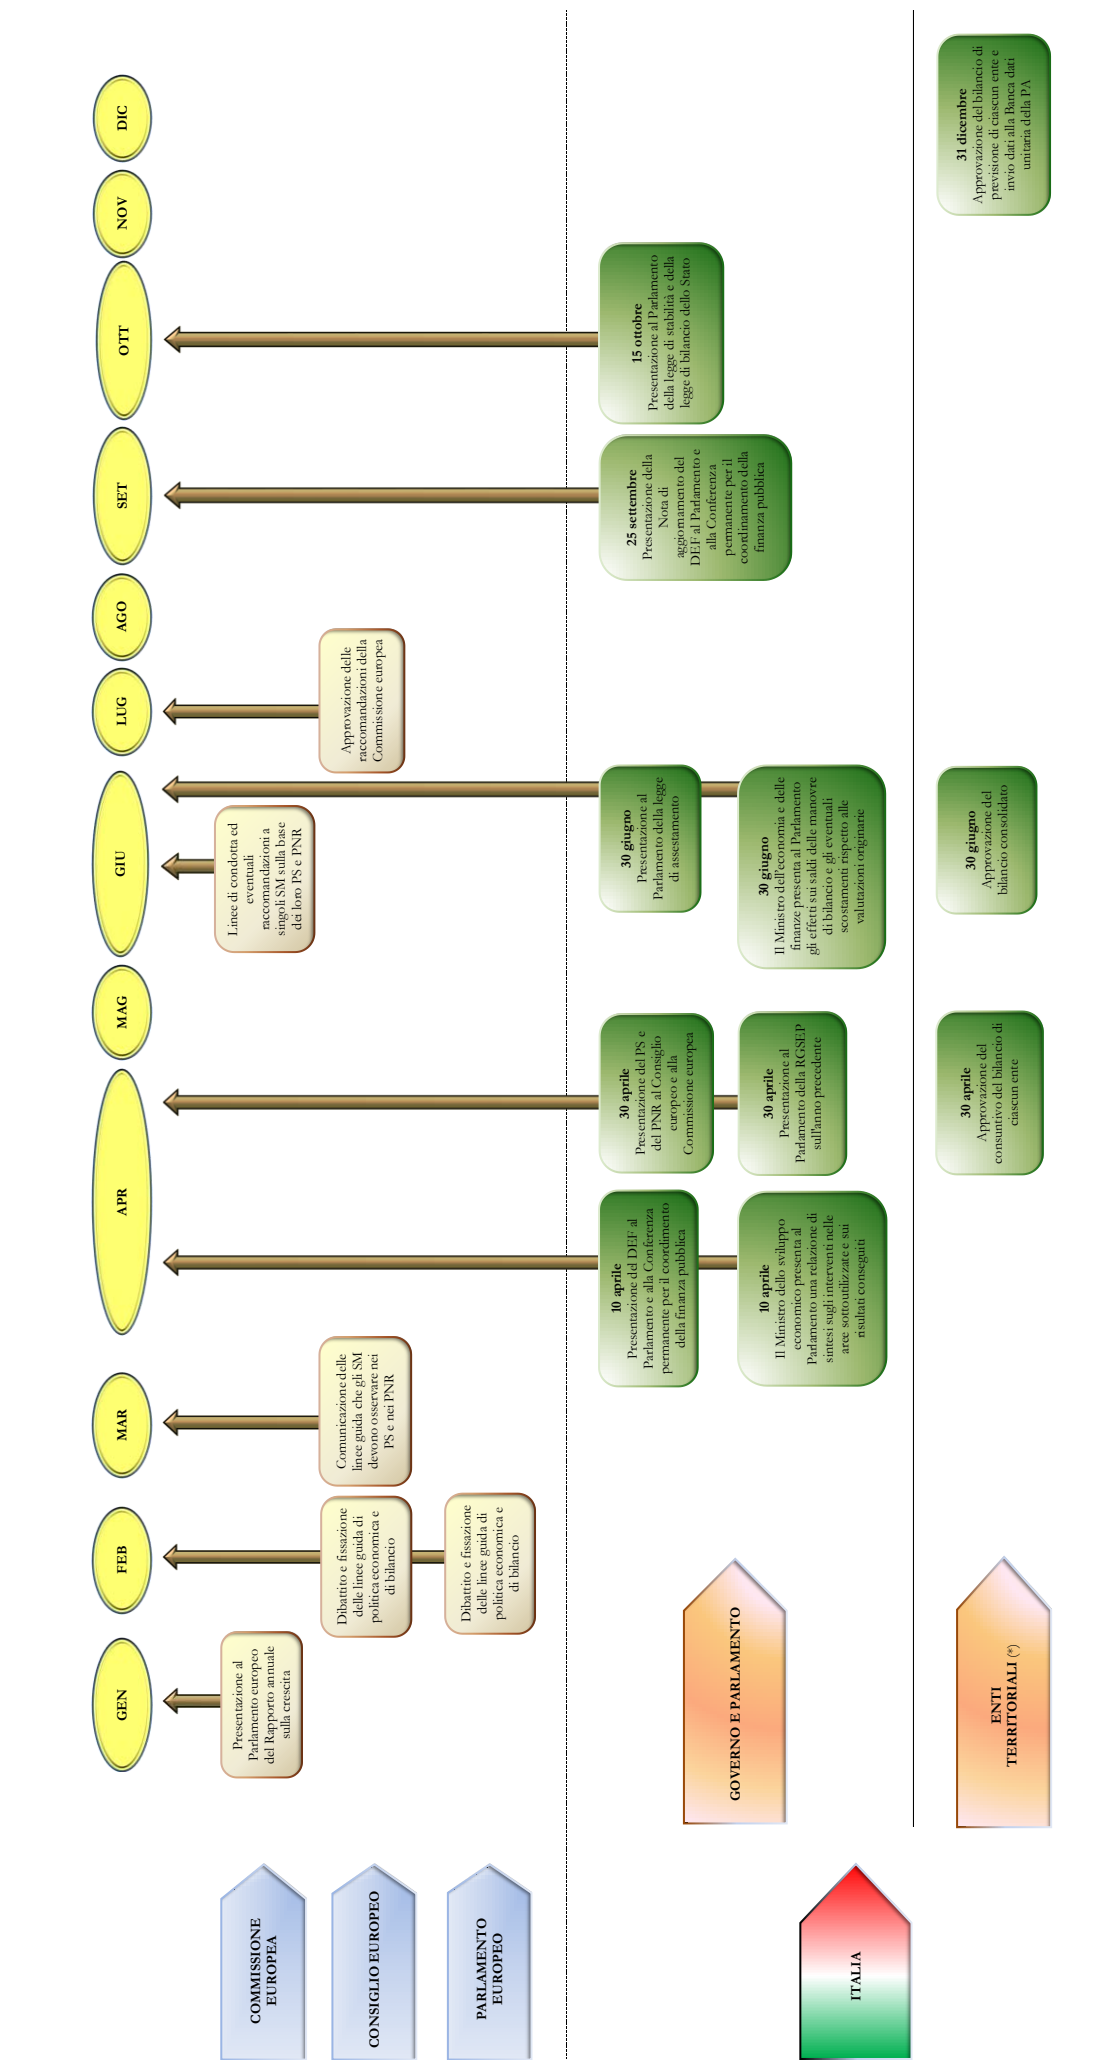 GEN
FEB
MAR
APR
MAG
GIU
LUG
AGO
SET
OTT
NOV
DIC
COMMISSIONE
EUROPEA
Presentazione al
Parlamento europeo
del Rapporto annuale
sulla crescita
Linee di condotta ed
eventuali
raccomandazioni a
singoli SM sulla base
dei loro PS e PNR
CONSIGLIO EUROPEO
Dibattito e fissazione
delle linee guida di
politica economica e
di bilancio
Comunicazione delle
linee guida che gli SM
devono osservare nei
PS e nei PNR
Approvazione delle
raccomandazioni della
Commissione europea
PARLAMENTO
EUROPEO
Dibattito e fissazione
delle linee guida di
politica economica e
di bilancio
ITALIA
GOVERNO E PARLAMENTO
10 aprile
Presentazione del DEF al
Parlamento e alla Conferenza
permanente per il coordimento
della finanza pubblica
30 aprile
Presentazione del PS e
del PNR al Consiglio
europeo e alla
Commissione europea
30 giugno
Presentazione al
Parlamento della legge
di assestamento
25 settembre
Presentazione della
Nota di
aggiornamento del
DEF al Parlamento e
alla Conferenza
permanente per il
coordinamento della
finanza pubblica
15 ottobre
Presentazione al Parlamento
della legge di stabilità e della
legge di bilancio dello Stato
10 aprile
Il Ministro dello sviluppo
economico presenta al
Parlamento una relazione di
sintesi sugli interventi nelle
aree sottoutilizzate e sui
risultati conseguiti
30 aprile
Presentazione al
Parlamento della RGSEP
sull'anno precedente
30 giugno
Il Ministro dell'economia e delle
finanze presenta al Parlamento
gli effetti sui saldi delle manovre
di bilancio e gli eventuali
scostamenti rispetto alle
valutazioni originarie
ENTI
TERRITORIALI (*)
30 aprile
Approvazione del
consuntivo del bilancio di
ciascun ente
30 giugno
Approvazione del
bilancio consolidato
31 dicembre
Approvazione del bilancio di
previsione di ciascun ente e
invio dati alla Banca dati
unitaria della PA